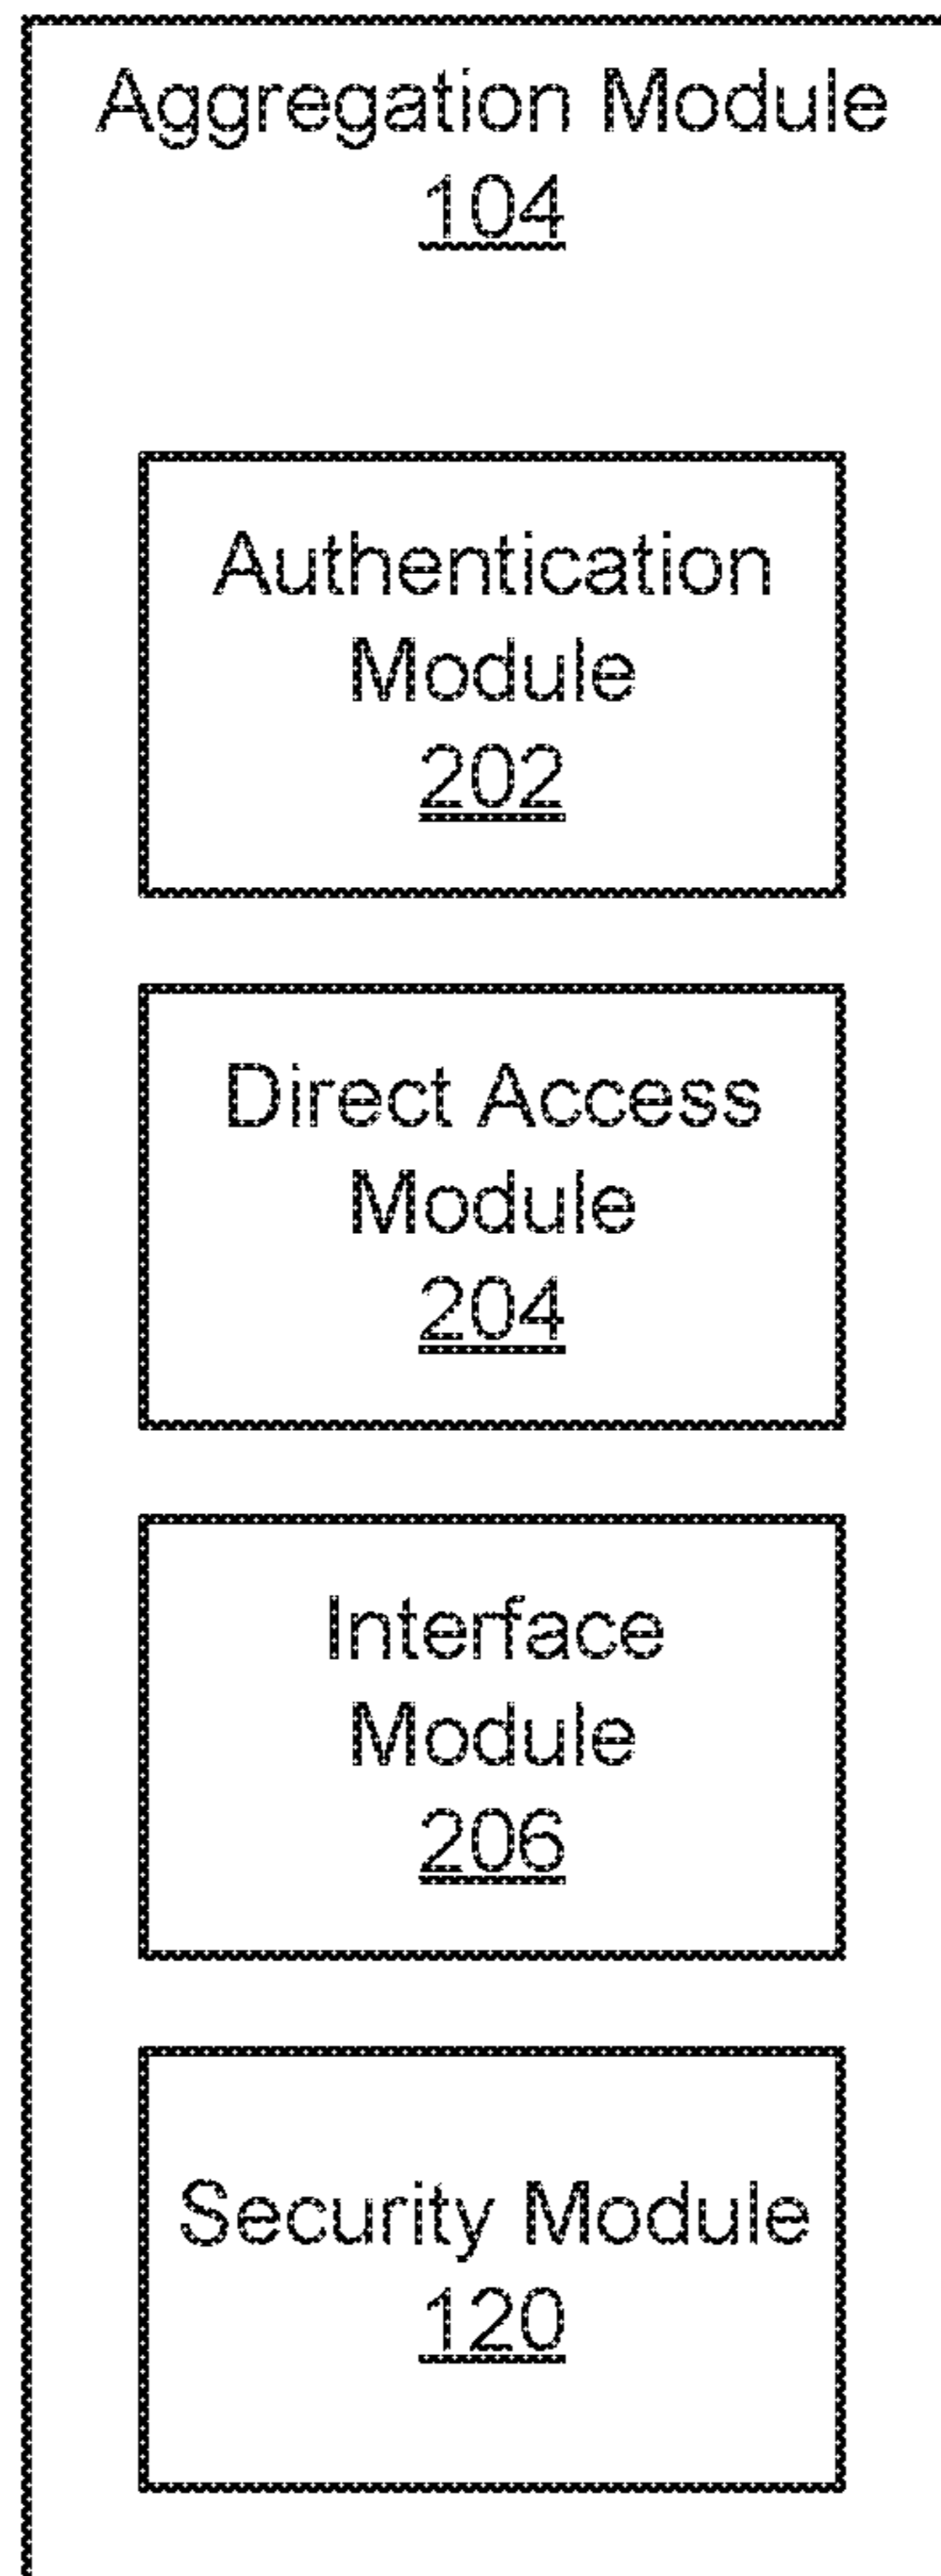 Aggregation Module
104
Authentication
Module
202
Direct Access
Module
204
Interface
Module
206
Security Module
120